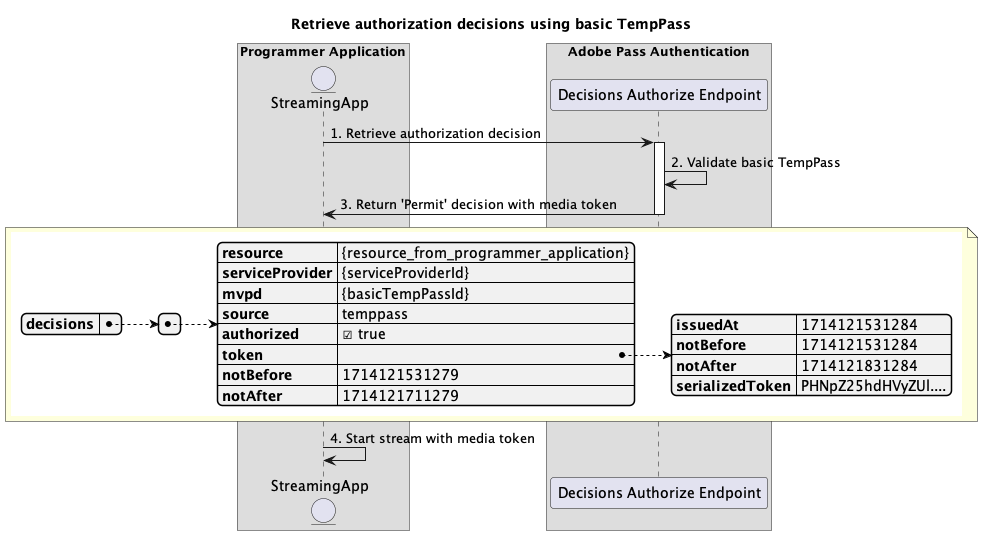 Retrieve authorization decisions using basic TempPass
Programmer Application
Adobe Pass Authentication
StreamingApp
Decisions Authorize Endpoint
1. Retrieve authorization decision
2. Validate basic TempPass
3. Return 'Permit' decision with media token
decisions
resource {resource_from_programmer_application}
serviceProvider {serviceProviderId}
mvpd {basicTempPassId}
source temppass
authorized ☑ true
token
notBefore 1714121531279
notAfter 1714121711279
issuedAt 1714121531284
notBefore 1714121531284
notAfter 1714121831284
serializedToken PHNpZ25hdHVyZUl....
4. Start stream with media token
StreamingApp
Decisions Authorize Endpoint